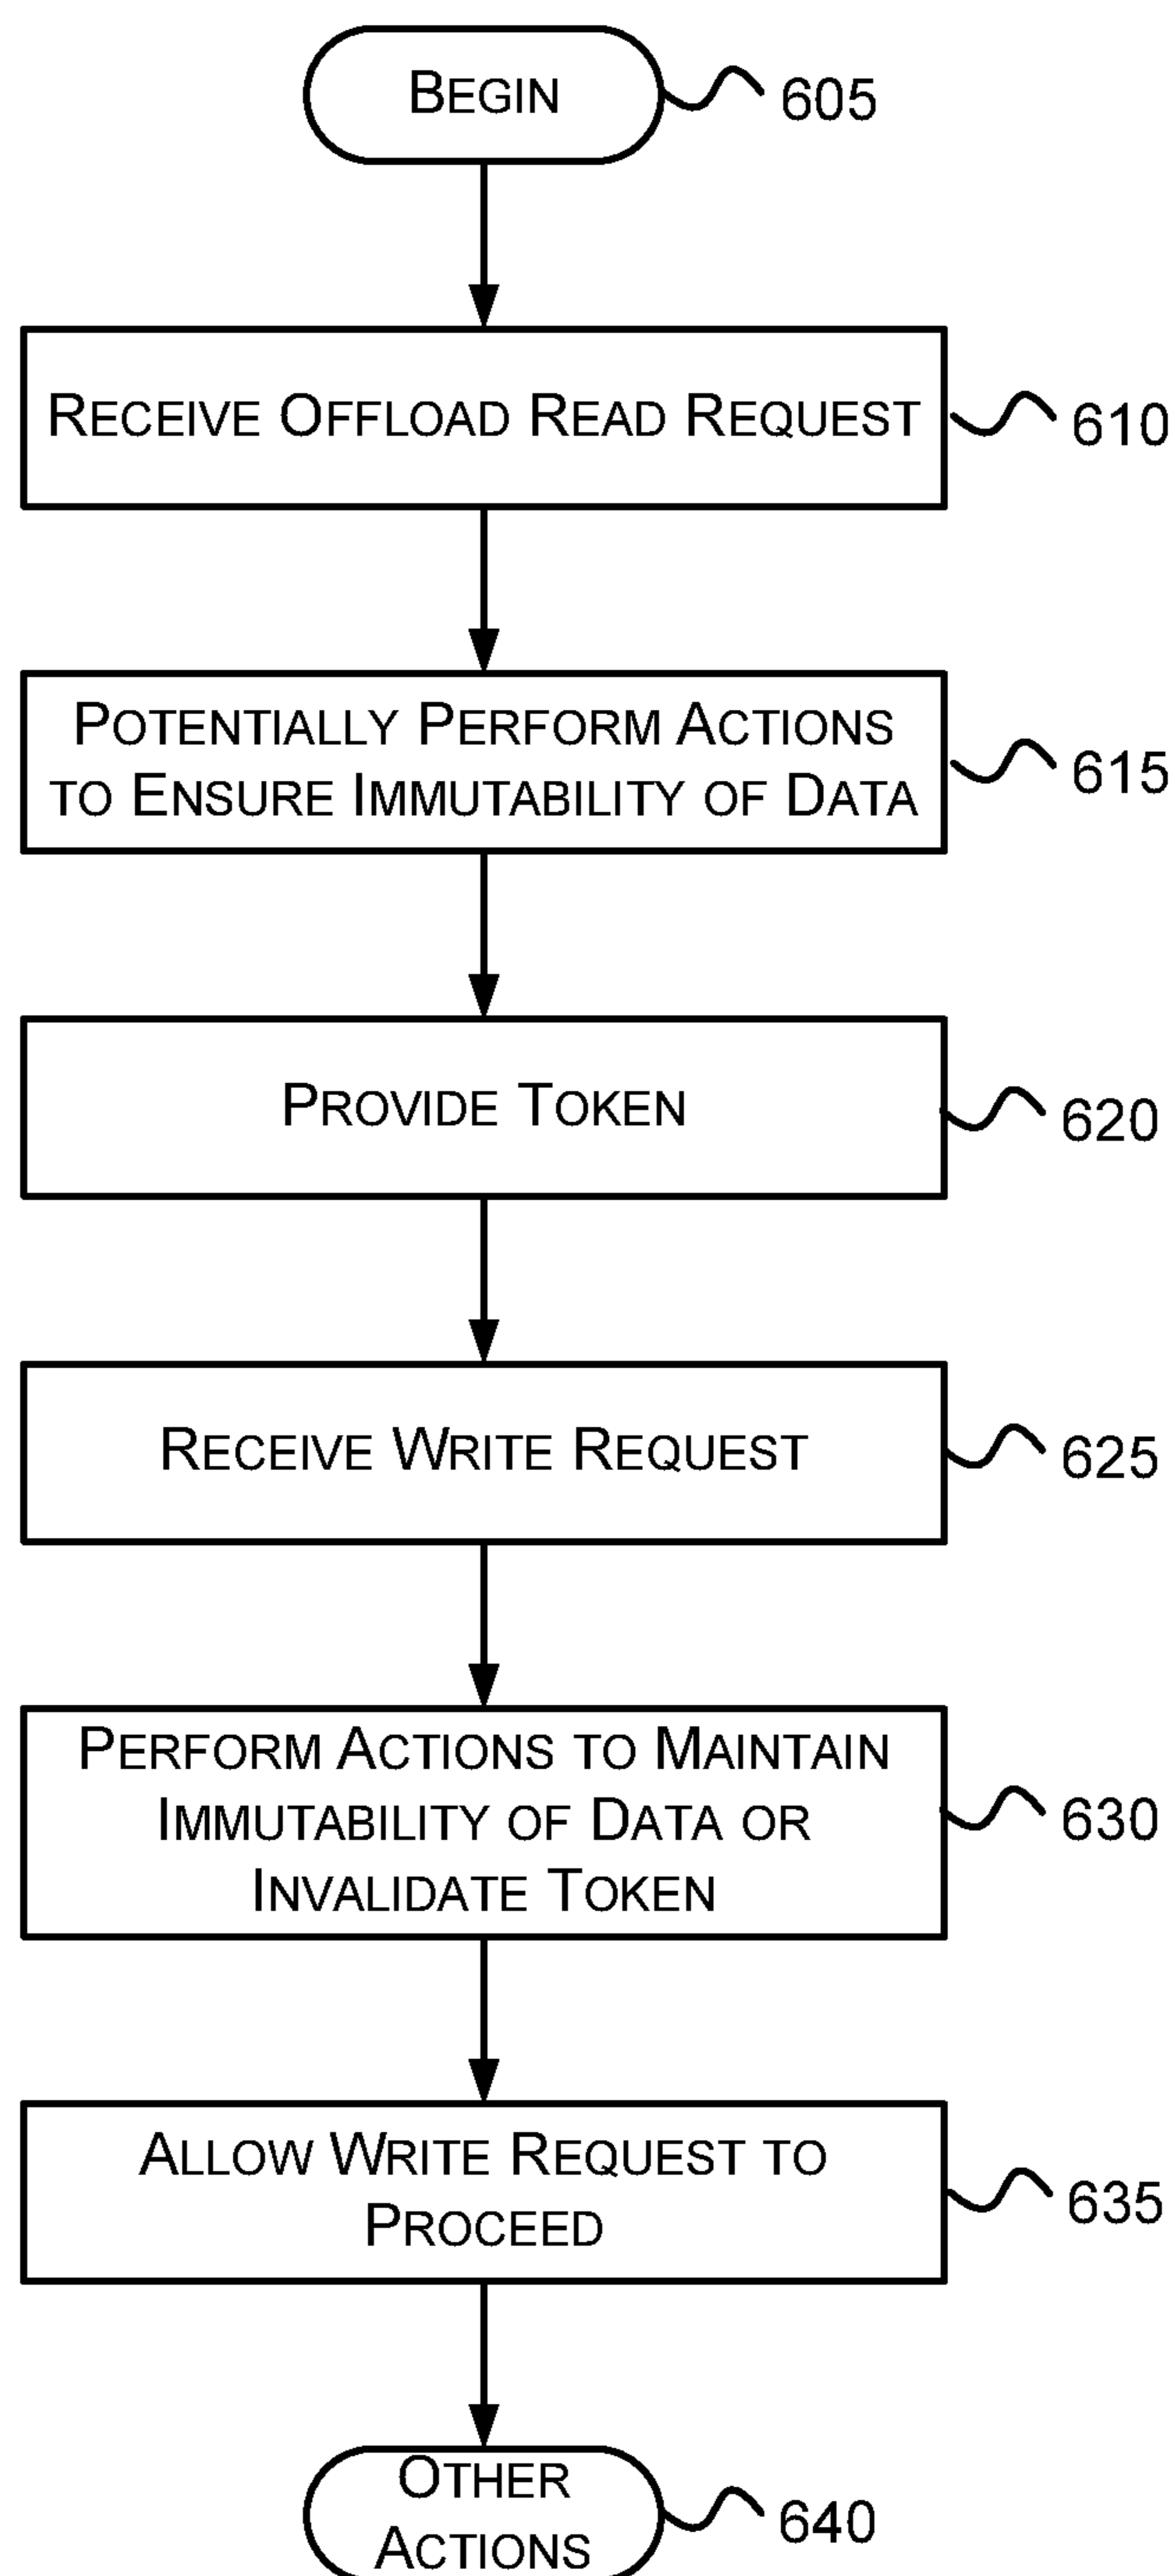 BEGIN
605
RECEIVE OFFLOAD READ REQUEST
610
POTENTIALLY PERFORM ACTIONS
TO ENSURE IMMUTABILITY OF DATA
615
PROVIDE TOKEN
620
RECEIVE WRITE REQUEST
625
PERFORM ACTIONS TO MAINTAIN
IMMUTABILITY OF DATA OR
INVALIDATE TOKEN
630
ALLOW WRITE REQUEST TO
PROCEED
635
OTHER
ACTIONS
640